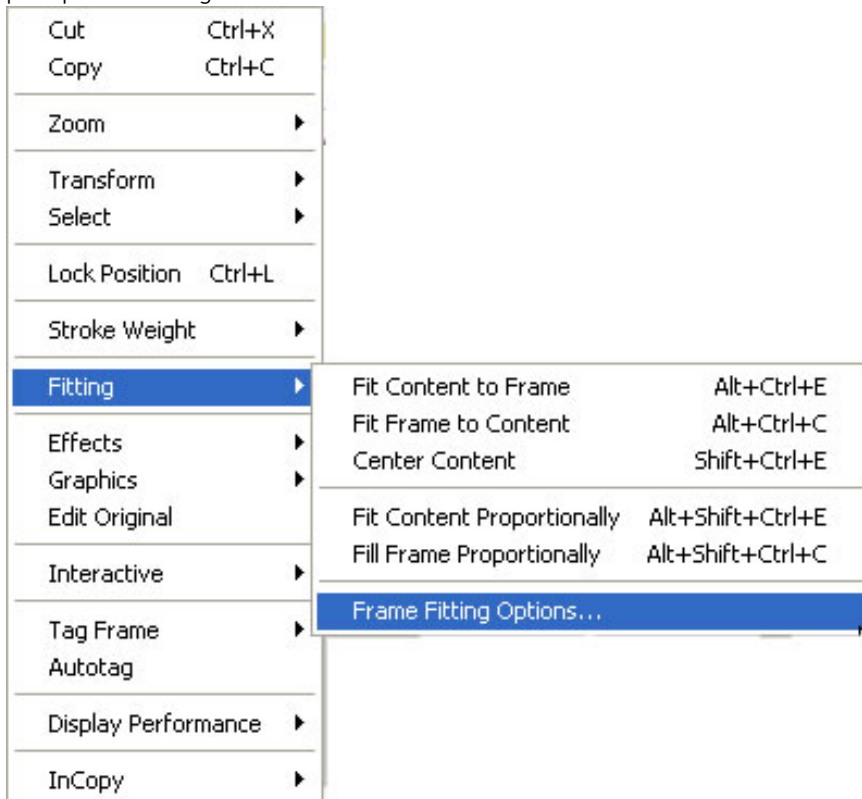 Cut Ctrl+X
Copy Ctrl+C
Zoom
Transform
Select
Lock Position Ctrl+L
Stroke Weight
Fitting
Fit Content to Frame Alt+Ctrl+E
Fit Frame to Content Alt+Ctrl+C
Center Content Shift+Ctrl+E
Fit Content Proportionally Alt+Shift+Ctrl+E
Fill Frame Proportionally Alt+Shift+Ctrl+C
Frame Fitting Options...
Effects
Graphics
Edit Original
Interactive
Tag Frame
Autotag
Display Performance
InCopy